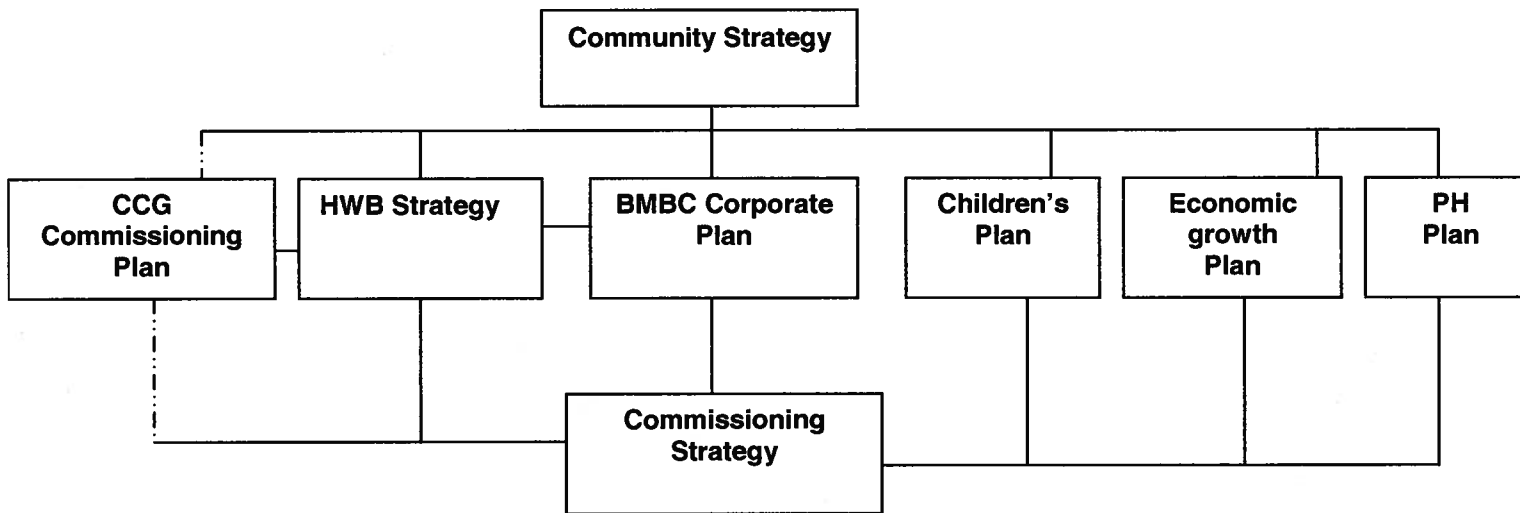 Community Strategy
CCG
Commissioning
Plan
HWB Strategy
BMBC Corporate
Plan
Children's
Plan
Economic
growth
Plan
PH
Plan
Commissioning
Strategy